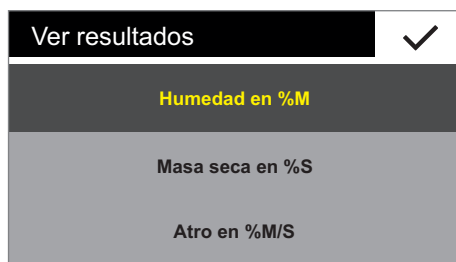 Ver resultados
Humedad en %M
Masa seca en %S
Atro en %M/S